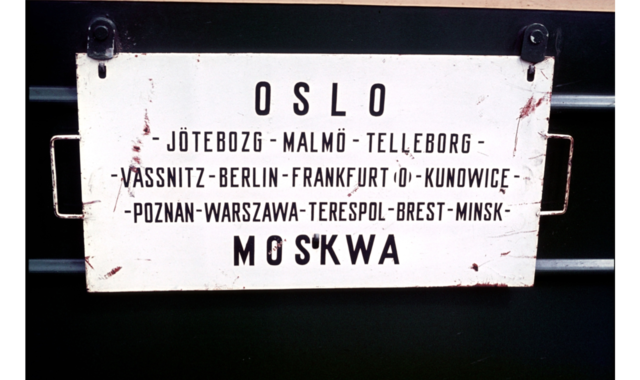 OSLO
- JÖTEBOZG - MALMÖ - TELLEBORG -
-VASSNITZ-BERLIN-FRANKFURT (O)-KUNOWICE-
-POZNAN-WARSZAWA-TERESPOL-BREST-MINSK-
MOSKWA